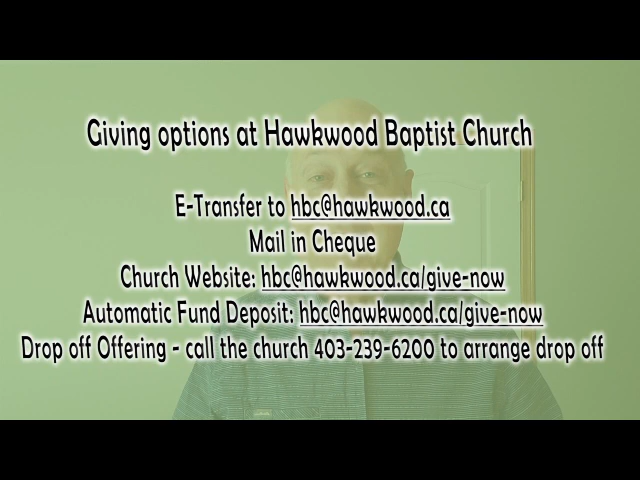 Giving options at Hawkwood Baptist Church
E-Transfer to hbc@hawkwood.ca
Mail in Cheque
Church Website: hbc@hawkwood.ca/give-now
Automatic Fund Deposit: hbc@hawkwood.ca/give-now
Drop off Offering - call the church 403-239-6200 to arrange drop off